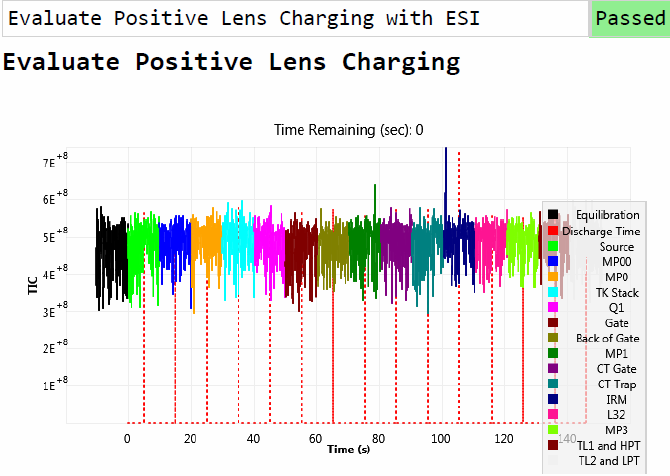 Evaluate Positive Lens Charging with ESI
Passed
Evaluate Positive Lens Charging
Time Remaining (sec): 0
7E+8
6E+8
5E+8
4E+8
3E+8
2E+8
1E+8
TIC
0 20 40 60 80 100 120 140
Time (s)
Equilibration
Discharge Time
Source
MP00
MP0
TK Stack
Q1
Gate
Back of Gate
MP1
CT Gate
CT Trap
IRM
L32
MP3
TL1 and HPT
TL2 and LPT